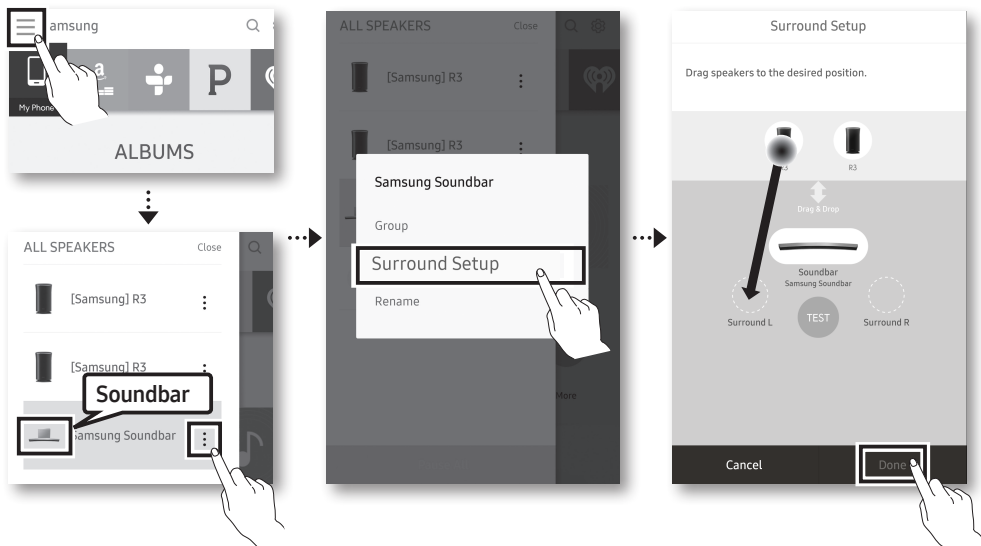 amsung
a
P
My Phone
ALBUMS
ALL SPEAKERS
Close
[Samsung] R3
[Samsung] R3
Soundbar
Samsung Soundbar
ALL SPEAKERS
Close
[Samsung] R3
[Samsung] R3
Samsung Soundbar
Group
Surround Setup
Rename
More
Surround Setup
Drag speakers to the desired position.
R3
R3
Drag & Drop
Soundbar
Samsung Soundbar
Surround L
TEST
Surround R
Cancel
Done